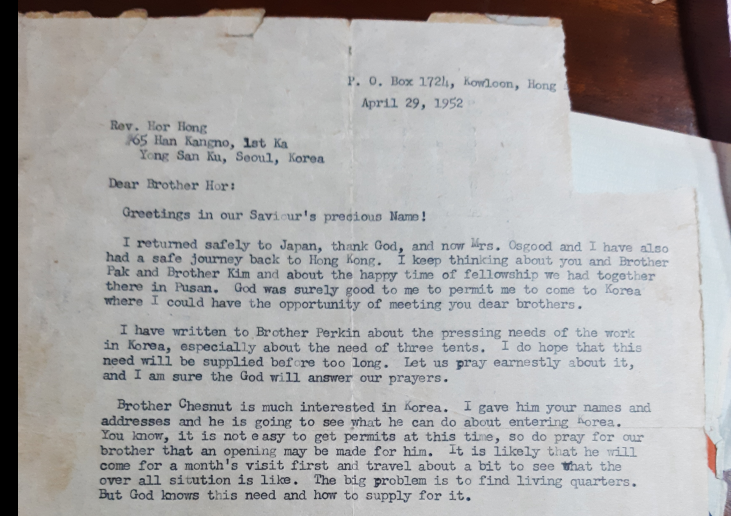 P. O. Box 1724, Kowloon, Hong
April 29, 1952
Rev. Hor Hong
265 Han Kangno, 1st Ka
Yong San Ku, Seoul, Korea
Dear Brother Hor:
Greetings in our Saviour's precious Name!
I returned safely to Japan, thank God, and now Mrs. Osgood and I have also
had a safe journey back to Hong Kong. I keep thinking about you and Brother
Pak and Brother Kim and about the happy time of fellowship we had together
there in Pusan. God was surely good to me to permit me to come to Korea
where I could have the opportunity of meeting you dear brothers.
I have written to Brother Perkin about the pressing needs of the work
in Korea, especially about the need of three tents. I do hope that this
need will be supplied before too long. Let us pray earnestly about it,
and I am sure the God will answer our prayers.
Brother Chesnut is much interested in Korea. I gave him your names and
addresses and he is going to see what he can do about entering Korea.
You know, it is not easy to get permits at this time, so do pray for our
brother that an opening may be made for him. It is likely that he will
come for a month's visit first and travel about a bit to see what the
over all sitution is like. The big problem is to find living quarters.
But God knows this need and how to supply for it.